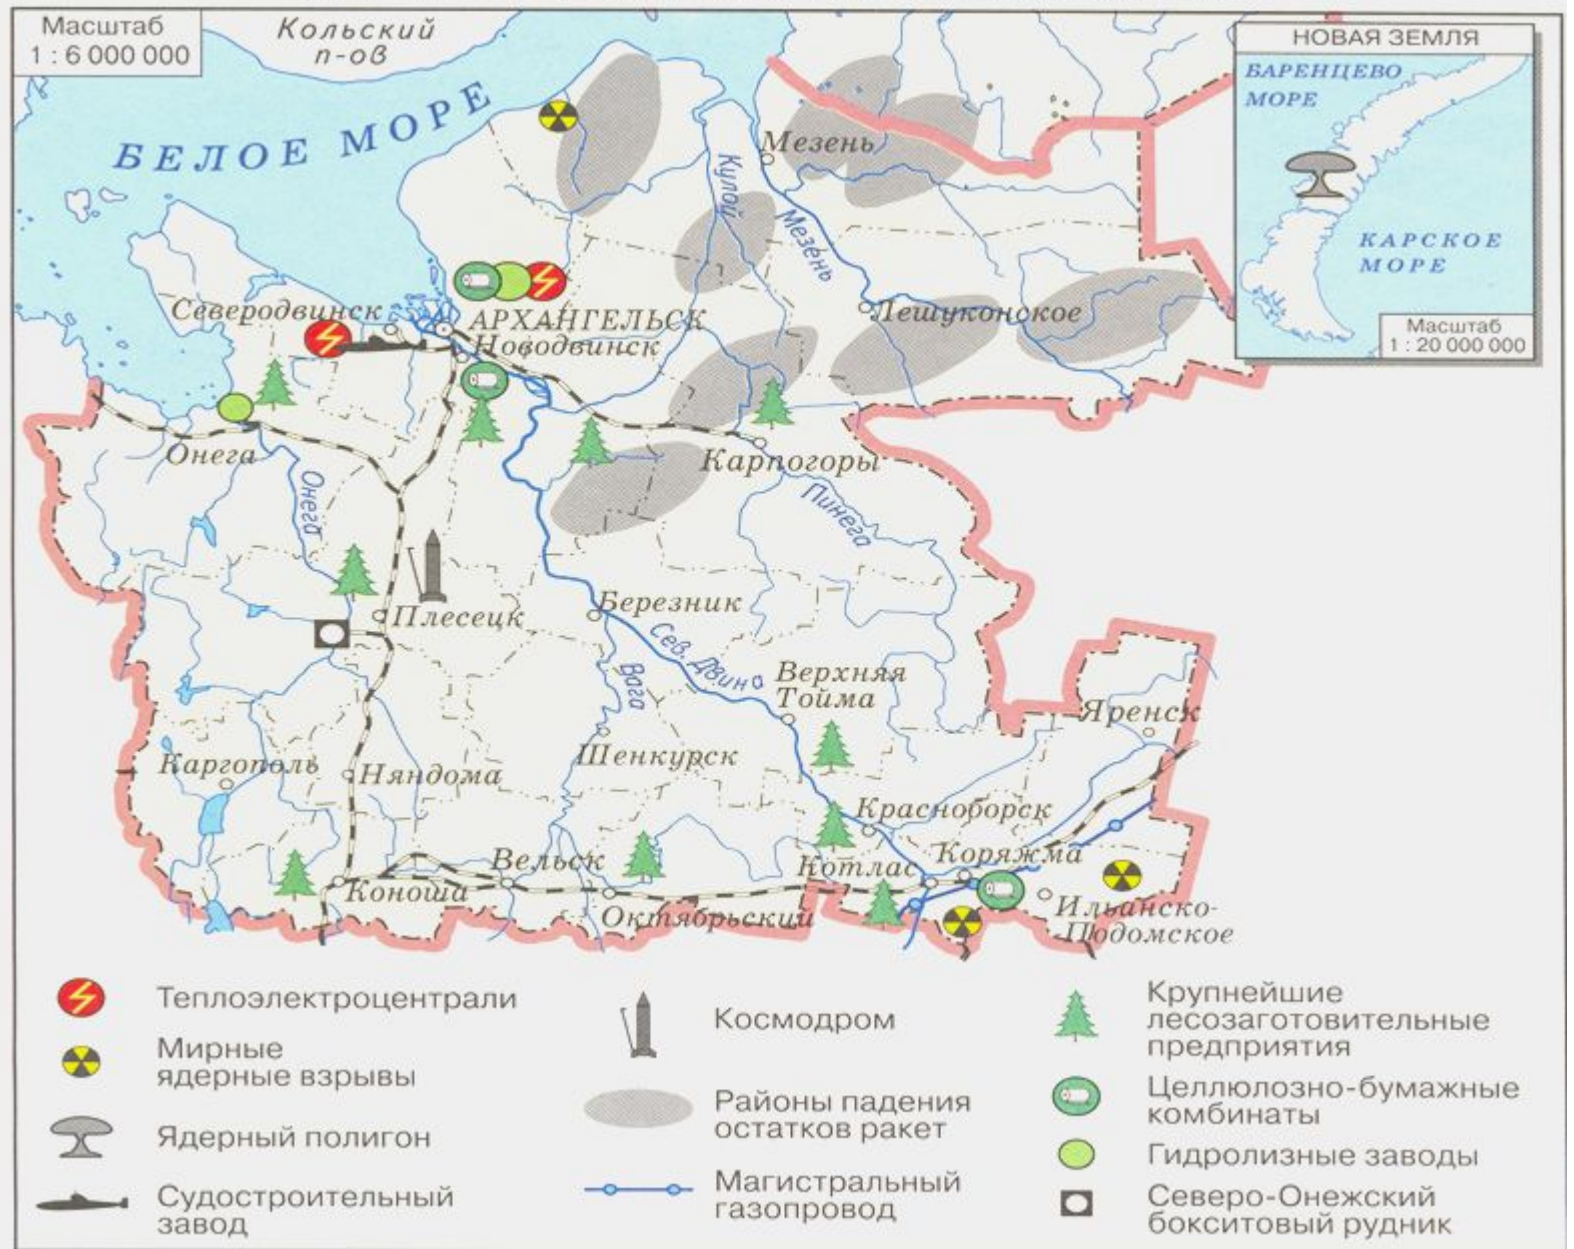 Масштаб
1 : 6 000 000
Кольский
п-ов
НОВАЯ ЗЕМЛЯ
БАРЕНЦЕВО
МОРЕ
КАРСКОЕ
МОРЕ
Масштаб
1 : 20 000 000
БЕЛОЕ МОРЕ
Мезень
Кулой
Мезень
Лешуконское
Северодвинск
АРХАНГЕЛЬСК
Новодвинск
Онега
Онега
Карпогоры
Пинега
Плесецк
Березник
Сев. Двина
Вага
Верхняя
Тойма
Яренск
Шенкурск
Каргополь
Няндома
Красноборск
Вельск
Котлас
Коряжма
Коноша
Октябрьский
Ильинско-
Подомское
Теплоэлектроцентрали
Мирные
ядерные взрывы
Ядерный полигон
Судостроительный
завод
Космодром
Районы падения
остатков ракет
Магистральный
газопровод
Крупнейшие
лесозаготовительные
предприятия
Целлюлозно-бумажные
комбинаты
Гидролизные заводы
Северо-Онежский
бокситовый рудник